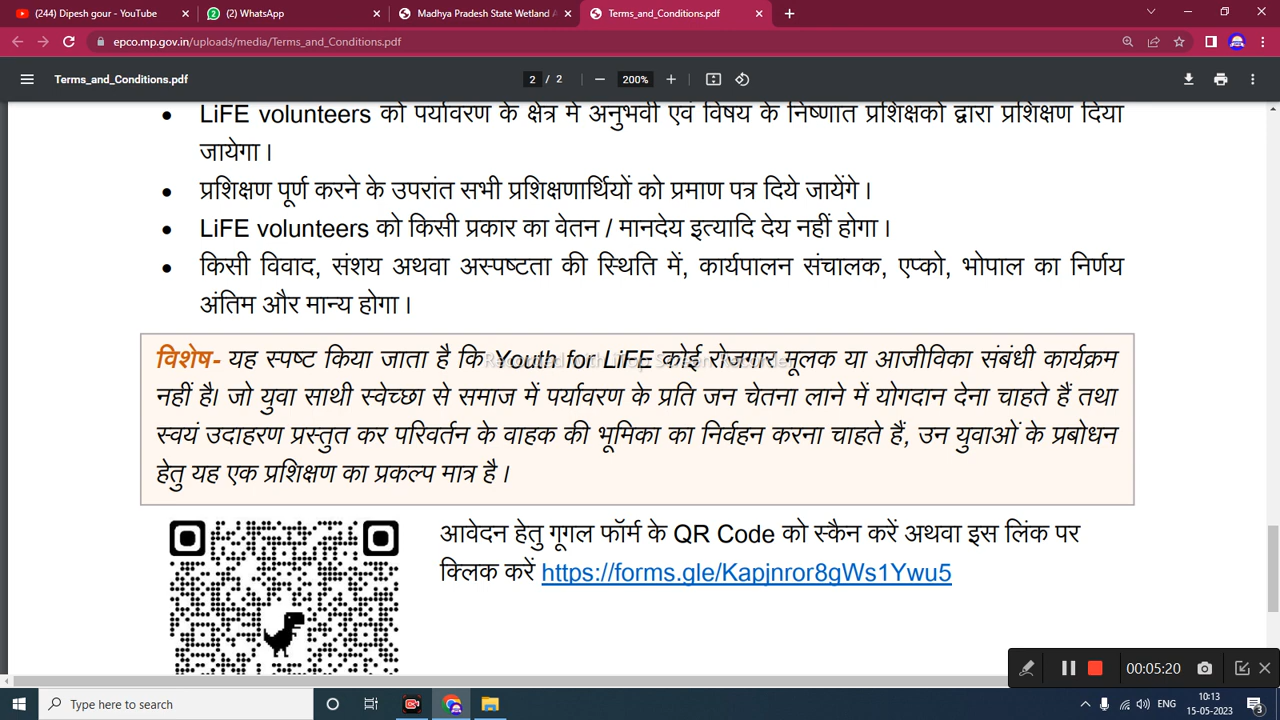 (244) Dipesh gour - YouTube
(2) WhatsApp
Madhya Pradesh State Wetland A
Terms_and_Conditions.pdf
epco.mp.gov.in/uploads/media/Terms_and_Conditions.pdf
Terms_and_Conditions.pdf
2 / 2
200%
• LiFE volunteers को पर्यावरण के क्षेत्र मे अनुभवी एवं विषय के निष्णात प्रशिक्षको द्वारा प्रशिक्षण दिया
जायेगा।
• प्रशिक्षण पूर्ण करने के उपरांत सभी प्रशिक्षणार्थियों को प्रमाण पत्र दिये जायेंगे।
• LiFE volunteers को किसी प्रकार का वेतन / मानदेय इत्यादि देय नहीं होगा।
• किसी विवाद, संशय अथवा अस्पष्टता की स्थिति में, कार्यपालन संचालक, एप्को, भोपाल का निर्णय
अंतिम और मान्य होगा।
विशेष- यह स्पष्ट किया जाता है कि Youth for LiFE कोई रोजगार मूलक या आजीविका संबंधी कार्यक्रम
नहीं है। जो युवा साथी स्वेच्छा से समाज में पर्यावरण के प्रति जन चेतना लाने में योगदान देना चाहते हैं तथा
स्वयं उदाहरण प्रस्तुत कर परिवर्तन के वाहक की भूमिका का निर्वहन करना चाहते हैं, उन युवाओं के प्रबोधन
हेतु यह एक प्रशिक्षण का प्रकल्प मात्र है।
आवेदन हेतु गूगल फॉर्म के QR Code को स्कैन करें अथवा इस लिंक पर
क्लिक करें https://forms.gle/Kapjnror8gWs1Ywu5
00:05:20
Type here to search
ENG
10:13
15-05-2023
3